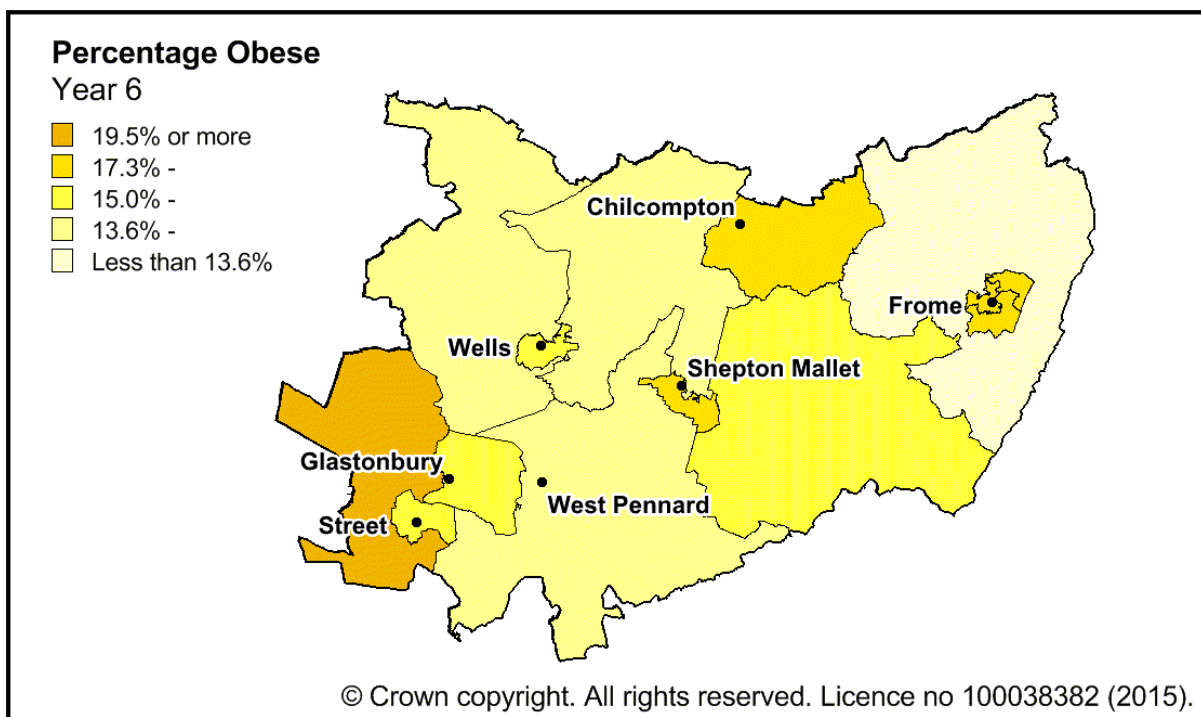 Percentage Obese
Year 6
19.5% or more
17.3% -
15.0% -
13.6% -
Less than 13.6%
Chilcompton
Frome
Wells
Shepton Mallet
Glastonbury
West Pennard
Street
© Crown copyright. All rights reserved. Licence no 100038382 (2015).